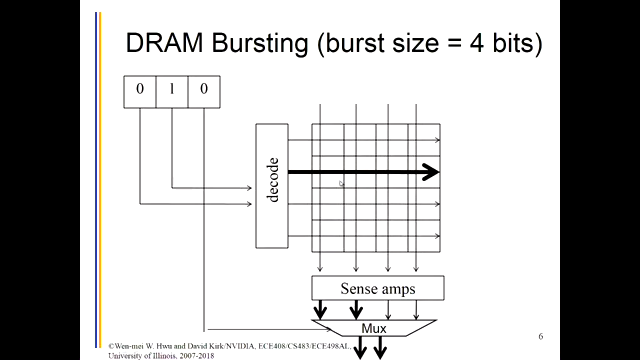 DRAM Bursting (burst size = 4 bits)
0 1 0
decode
Sense amps
Mux
6
©Wen-mei W. Hwu and David Kirk/NVIDIA, ECE408/CS483/ECE498AL,
University of Illinois, 2007-2018